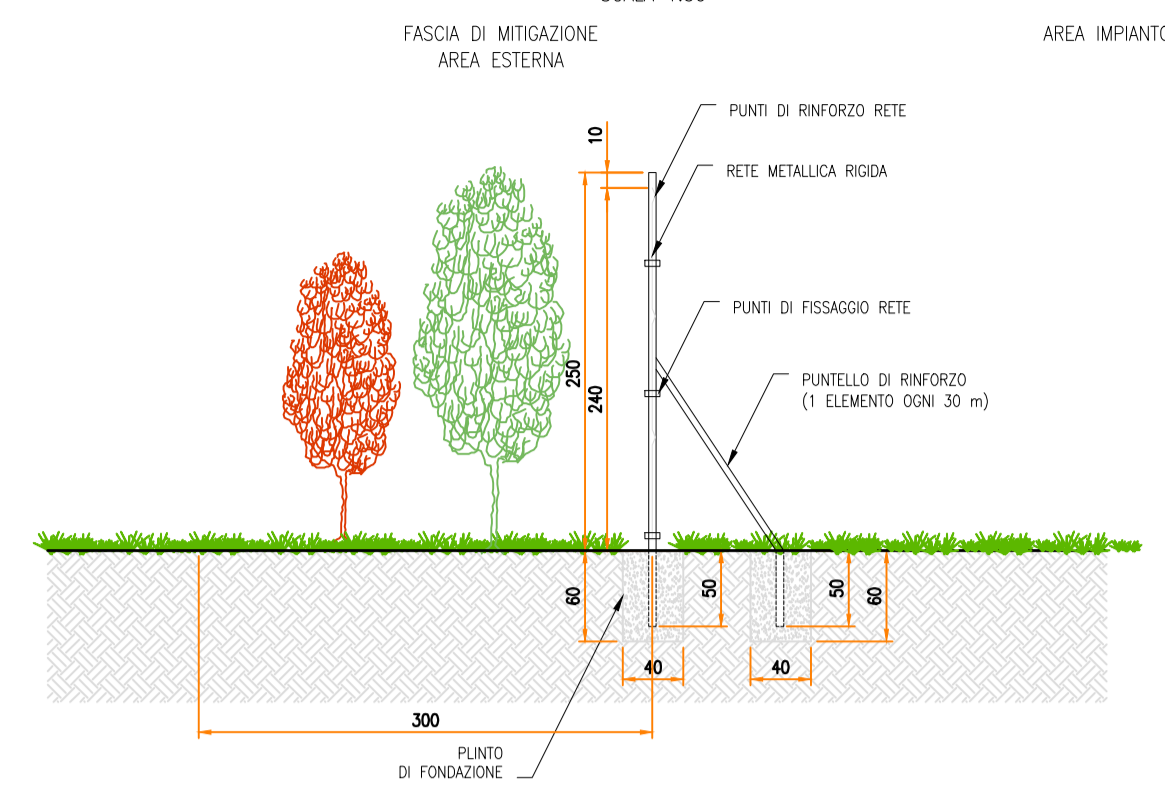 FASCIA DI MITIGAZIONE
AREA ESTERNA
AREA IMPIANTO
PUNTI DI RINFORZO RETE
10
RETE METALLICA RIGIDA
PUNTI DI FISSAGGIO RETE
250
240
PUNTELLO DI RINFORZO
(1 ELEMENTO OGNI 30 m)
60
50
50
60
40
40
300
PLINTO
DI FONDAZIONE